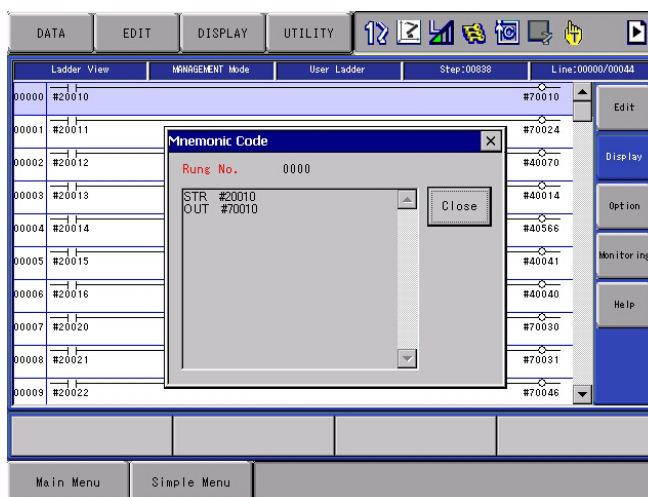 DATA EDIT DISPLAY UTILITY
Ladder View MANAGEMENT Mode User Ladder Step:00838 Line:00000/00044
00000 #20010 #70010
Edit
00001 #20011 #70024
Mnemonic Code
Rung No. 0000
00002 #20012 #40070
Display
STR #20010
OUT #70010
Close
00003 #20013 #40014
Option
00004 #20014 #40566
00005 #20015 #40041
Monitoring
00006 #20016 #40040
Help
00007 #20020 #70030
00008 #20021 #70031
00009 #20022 #70046
Main Menu Simple Menu